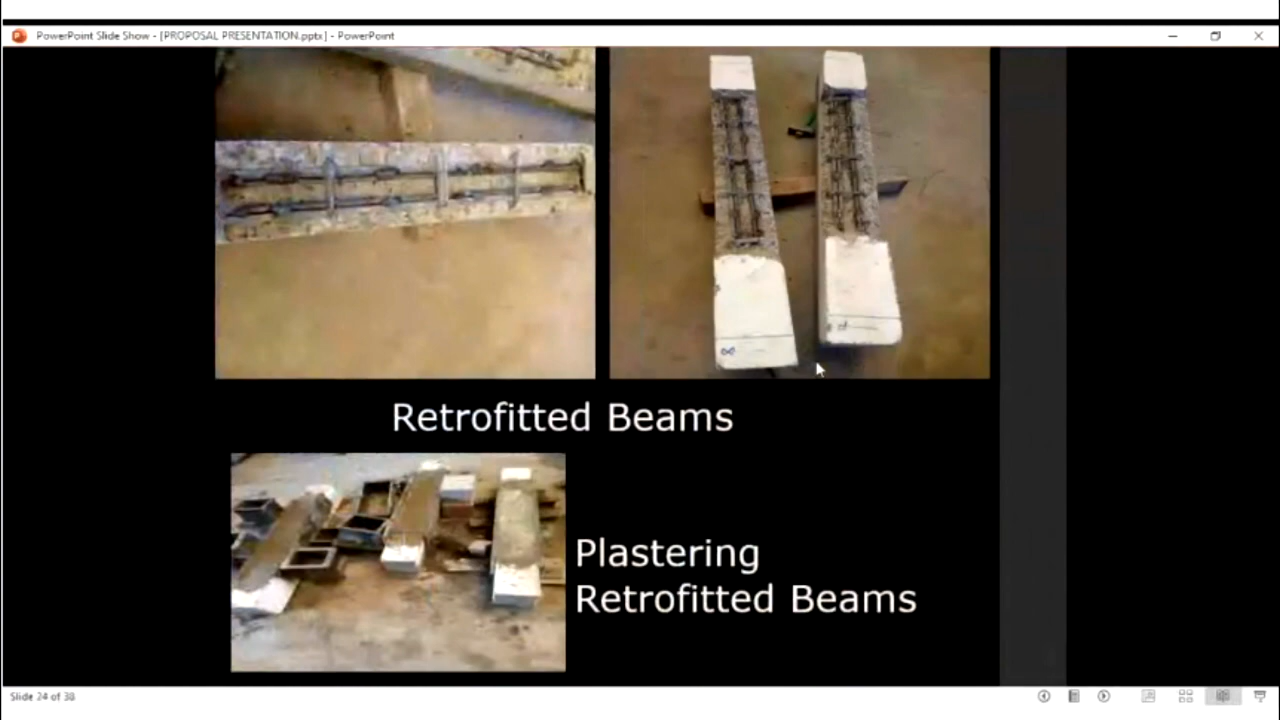 PowerPoint Slide Show - [PROPOSAL PRESENTATION.pptx] - PowerPoint
Retrofitted Beams
Plastering
Retrofitted Beams
Slide 24 of 38